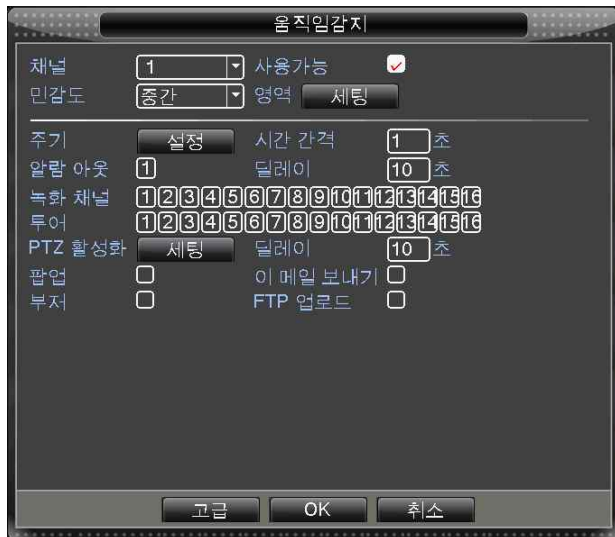 움직임감지
채널 1 사용가능
민감도 중간 영역 세팅
주기 설정 시간 간격 1 초
알람 아웃 1 딜레이 10 초
녹화 채널 1 2 3 4 5 6 7 8 9 10 11 12 13 14 15 16
투어 1 2 3 4 5 6 7 8 9 10 11 12 13 14 15 16
PTZ 활성화 세팅 딜레이 10 초
팝업 이 메일 보내기
부저 FTP 업로드
고급 OK 취소